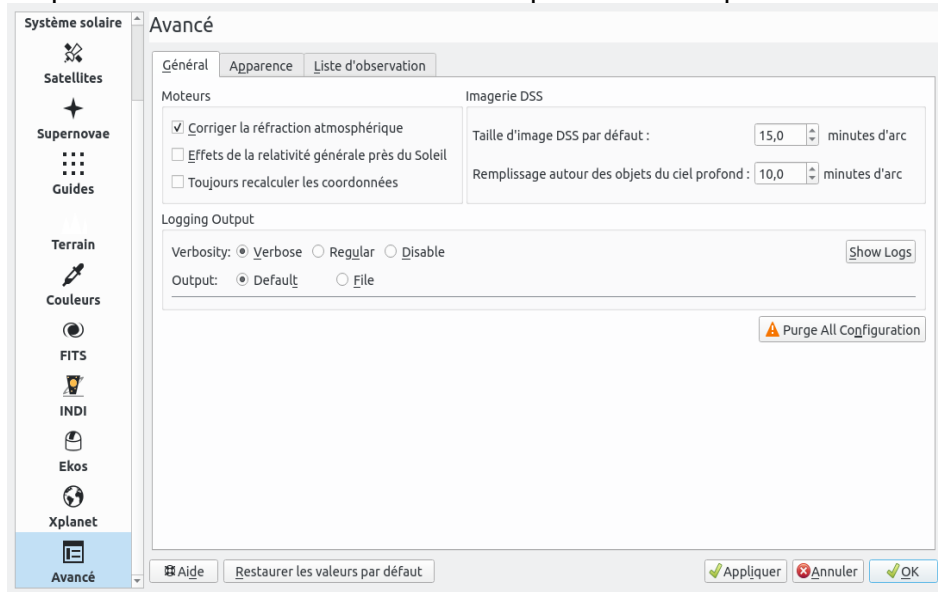 Système solaire
Satellites
Supernovae
Guides
Terrain
Couleurs
FITS
INDI
Ekos
Xplanet
Avancé
Avancé
Général Apparence Liste d'observation
Moteurs
Corriger la réfraction atmosphérique
Effets de la relativité générale près du Soleil
Toujours recalculer les coordonnées
Imagerie DSS
Taille d'image DSS par défaut : 15,0 minutes d'arc
Remplissage autour des objets du ciel profond : 10,0 minutes d'arc
Logging Output
Verbosity: Verbose Regular Disable Show Logs
Output: Default File
Purge All Configuration
Aide Restaurer les valeurs par défaut Appliquer Annuler OK